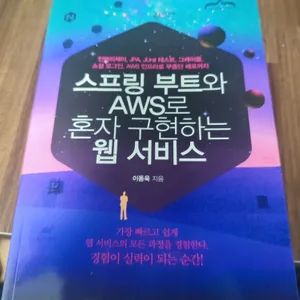 인텔리제이, JPA, JUnit 테스트, 그레이들,
소셜 로그인, AWS 인프라로 무중단 배포까지
스프링 부트와
AWS로
혼자 구현하는
웹 서비스
이동욱 지음
가장 빠르고 쉽게
웹 서비스의 모든 과정을 경험한다.
경험이 실력이 되는 순간!